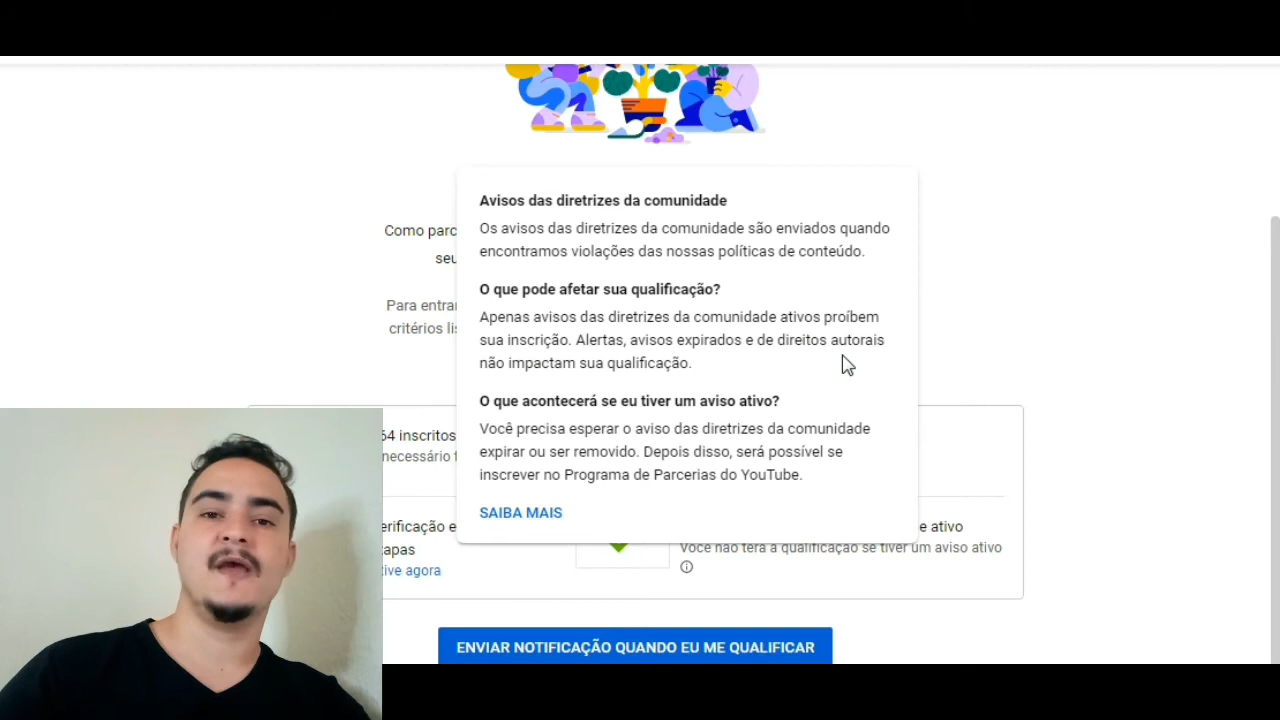 Avisos das diretrizes da comunidade
Os avisos das diretrizes da comunidade são enviados quando
encontramos violações das nossas políticas de conteúdo.
O que pode afetar sua qualificação?
Apenas avisos das diretrizes da comunidade ativos proíbem
sua inscrição. Alertas, avisos expirados e de direitos autorais
não impactam sua qualificação.
O que acontecerá se eu tiver um aviso ativo?
Você precisa esperar o aviso das diretrizes da comunidade
expirar ou ser removido. Depois disso, será possível se
inscrever no Programa de Parcerias do YouTube.
SAIBA MAIS
Como parc
seu
Para entrar
critérios lis
64 inscritos
necessário
erificação e
tapas
tive agora
e ativo
Você não terá a qualificação se tiver um aviso ativo
ENVIAR NOTIFICAÇÃO QUANDO EU ME QUALIFICAR